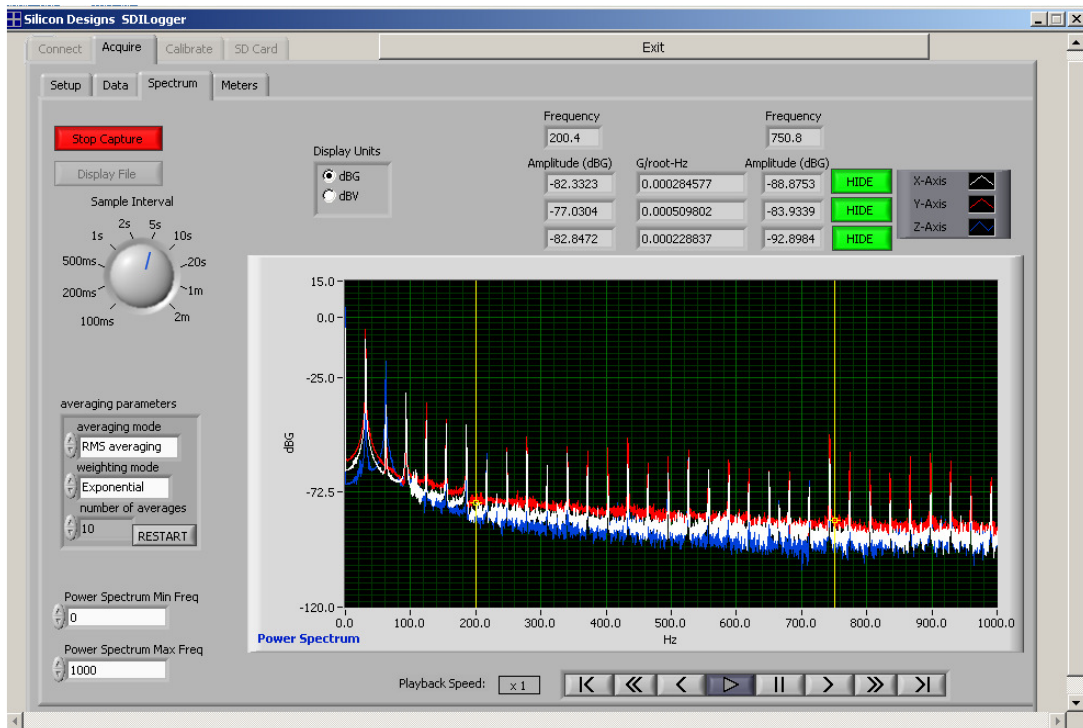 Silicon Designs SDILogger
Connect Acquire Calibrate SD Card Exit
Setup Data Spectrum Meters
Stop Capture
Display File
Sample Interval
100ms 200ms 500ms 1s 2s 5s 10s 20s 1m 2m
Display Units
dBG
dBV
Frequency Frequency
200.4 750.8
Amplitude (dBG) G/root-Hz Amplitude (dBG)
-82.3323 0.000284577 -88.8753 HIDE X-Axis
-77.0304 0.000509802 -83.9339 HIDE Y-Axis
-82.8472 0.000228837 -92.8984 HIDE Z-Axis
averaging parameters
averaging mode
RMS averaging
weighting mode
Exponential
number of averages
10 RESTART
Power Spectrum Min Freq
0
Power Spectrum Max Freq
1000
15.0
0.0
-25.0
dBG
-72.5
-120.0
0.0 100.0 200.0 300.0 400.0 500.0 600.0 700.0 800.0 900.0 1000.0
Power Spectrum Hz
Playback Speed: x 1